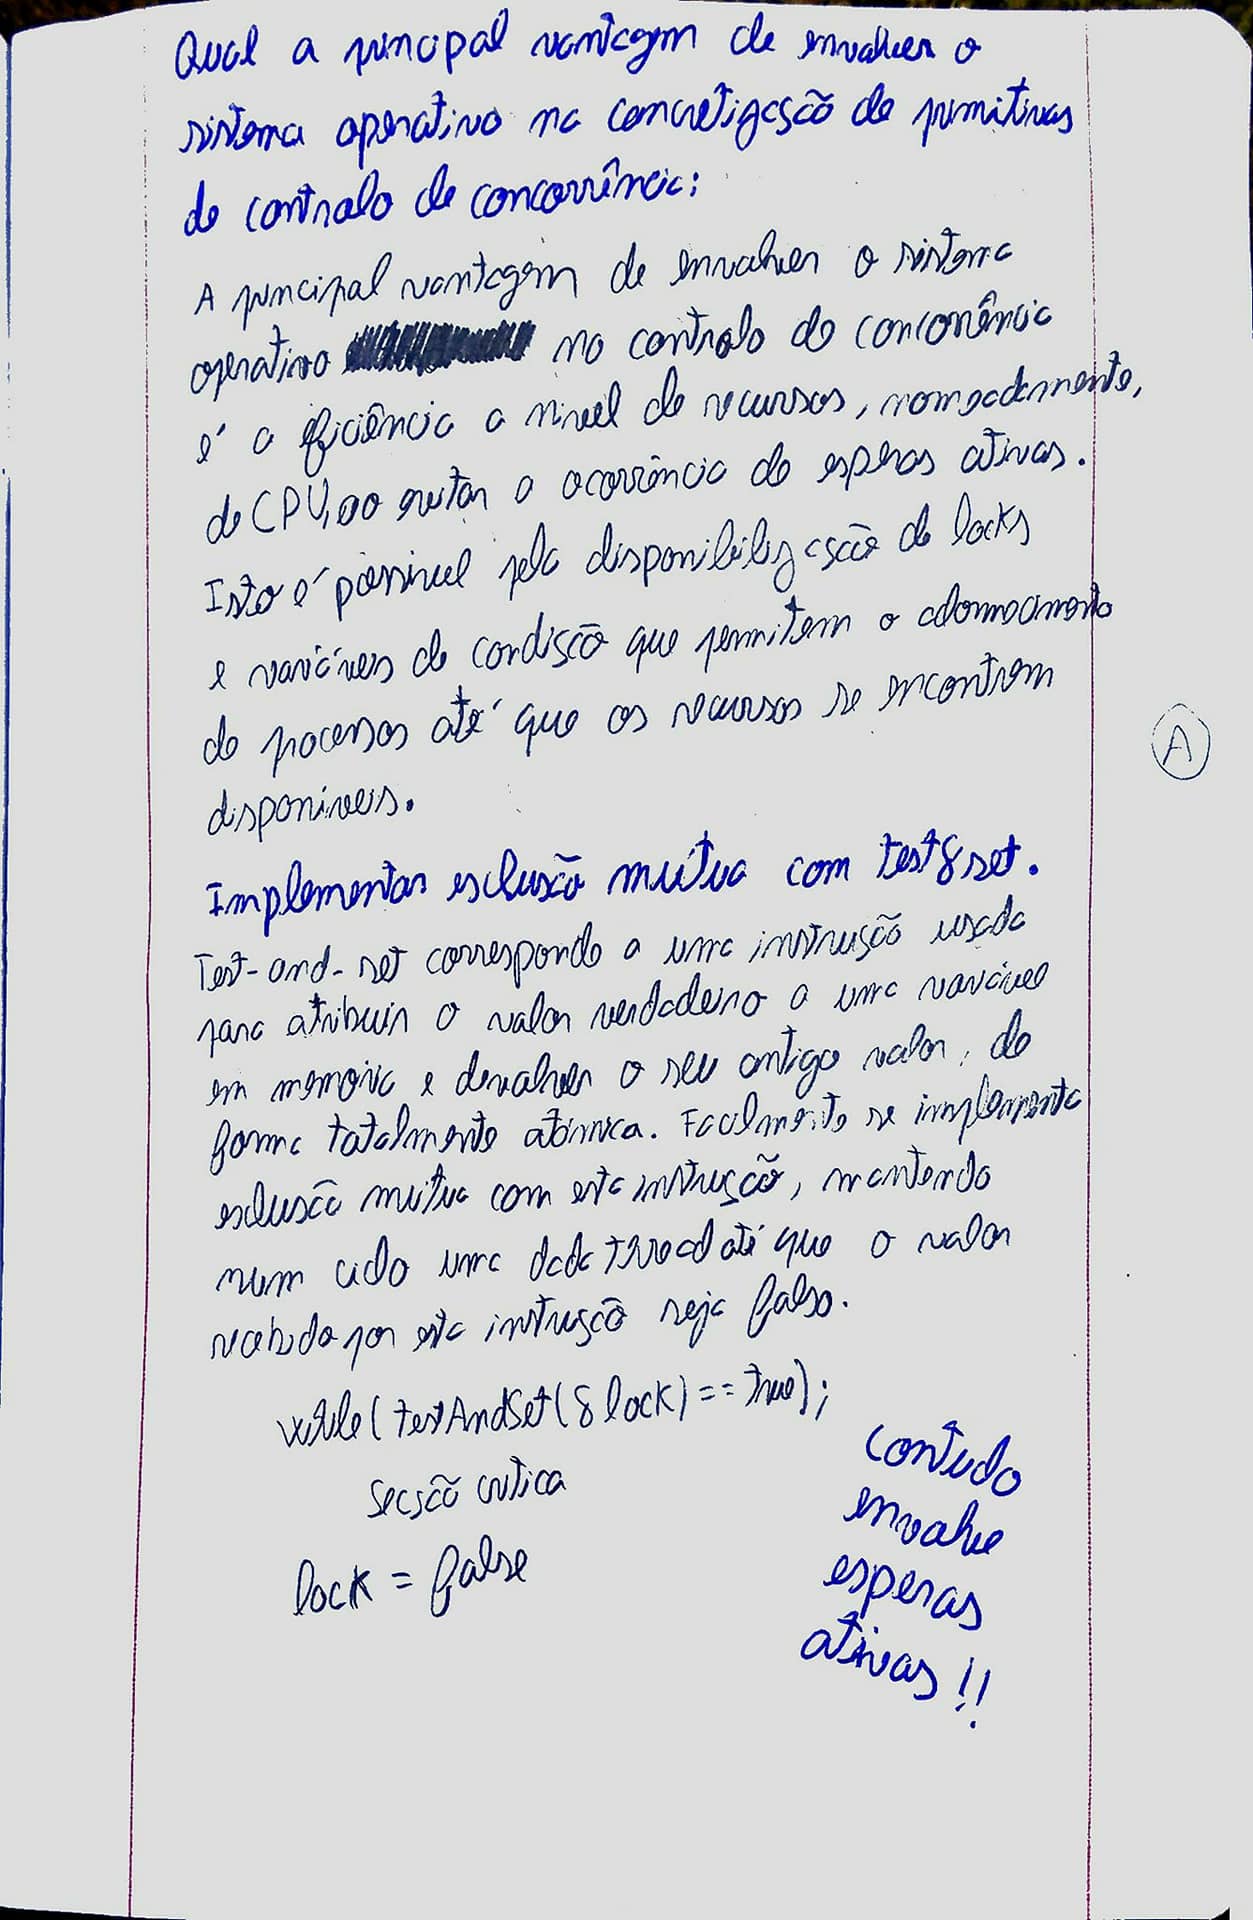 Qual a principal vantagem de envolver o
sistema operativo na concretização de primitivas
de controlo de concorrência:
A principal vantagem de envolver o sistema
operativo no controlo de concorrência
é a eficiência a nível de recursos, nomeadamente,
de CPU, ao evitar a ocorrência de esperas ativas.
Isto é possível pela disponibilização de locks
e variáveis de condição que permitem o adormecimento
de processos até que os recursos se encontrem
disponíveis.
A
Implementar exclusão mútua com test&set.
Test-and-set corresponde a uma instrução usada
para atribuir o valor verdadeiro a uma variável
em memória e devolver o seu antigo valor, de
forma totalmente atómica. Facilmente se implementa
exclusão mútua com esta instrução, mantendo
num ciclo uma dada thread até que o valor
recebido por esta instrução seja falso.
while(testAndSet(&lock)==true);
Secção crítica
lock = false
contudo
envolve
esperas
ativas!!